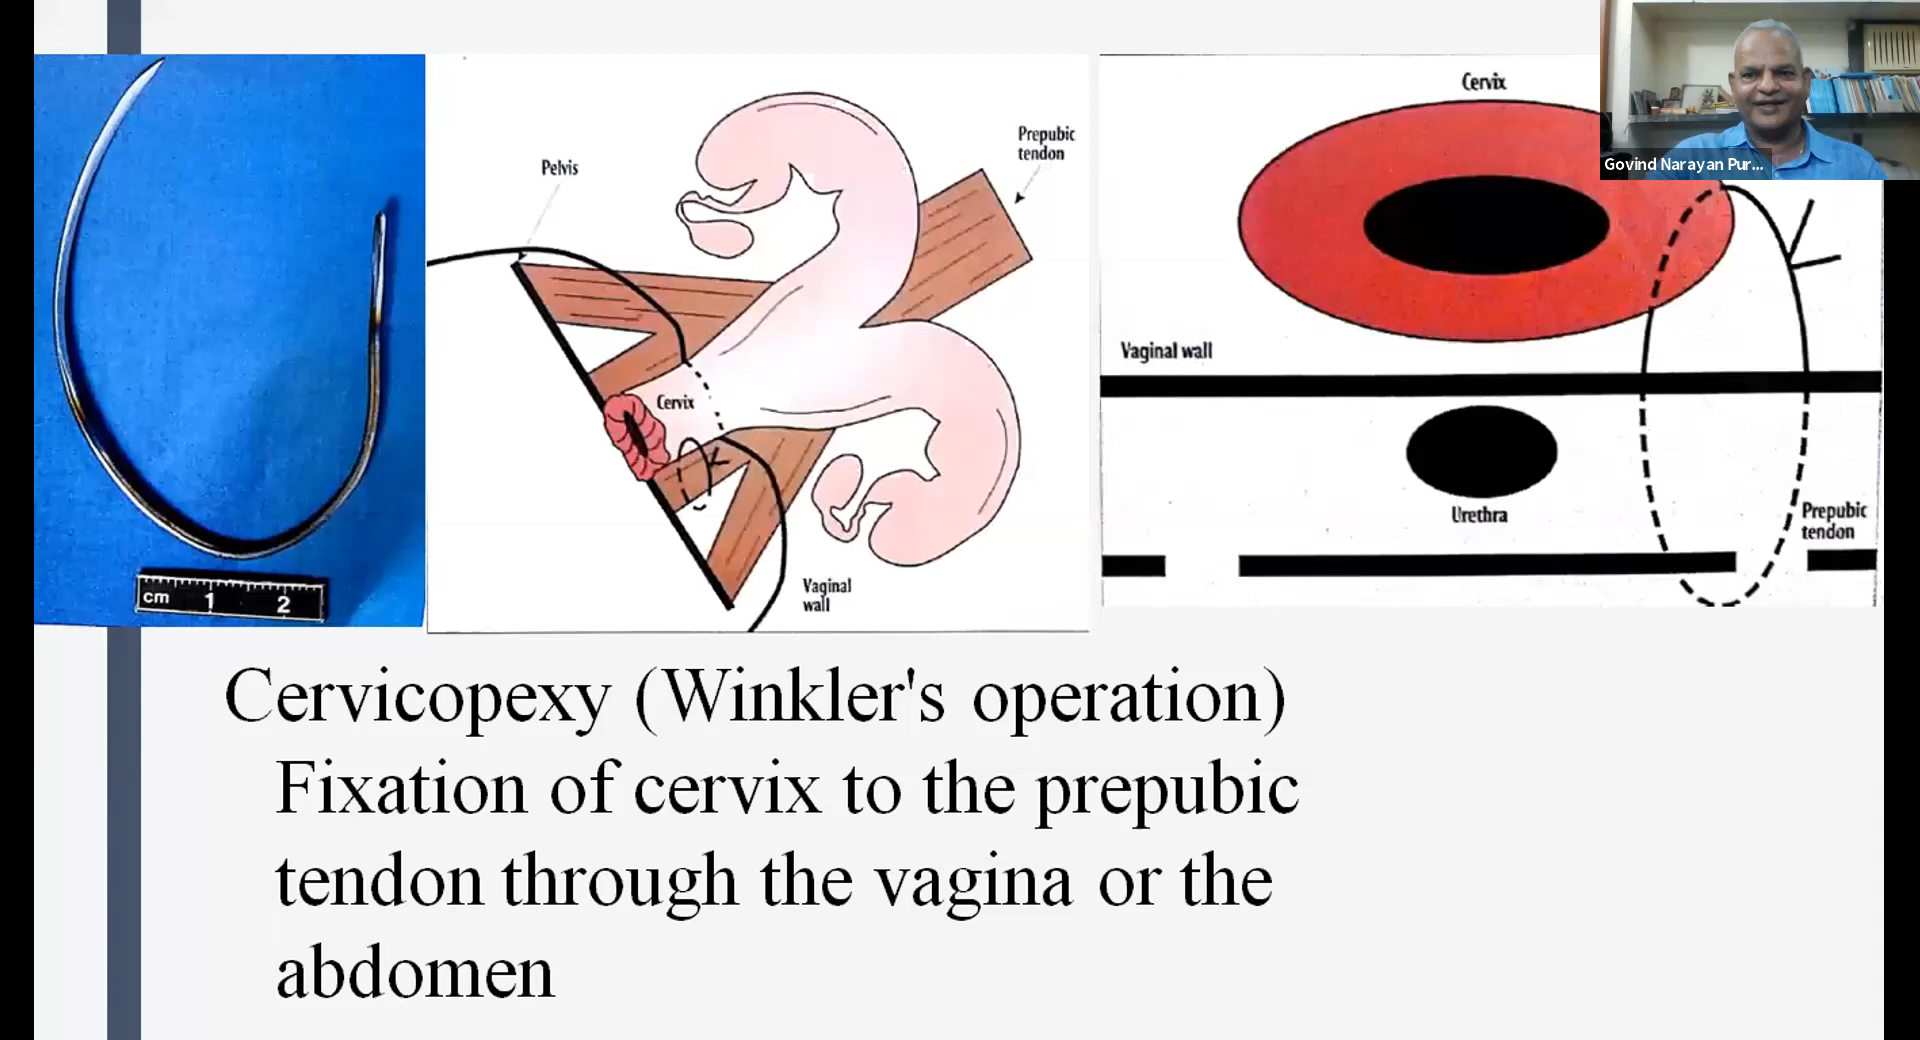 cm 1 2
Pelvis
Prepubic
tendon
Cervix
Vaginal
wall
Cervix
Vaginal wall
Urethra
Prepubic
tendon
Govind Narayan Pur...
Cervicopexy (Winkler's operation)
Fixation of cervix to the prepubic
tendon through the vagina or the
abdomen